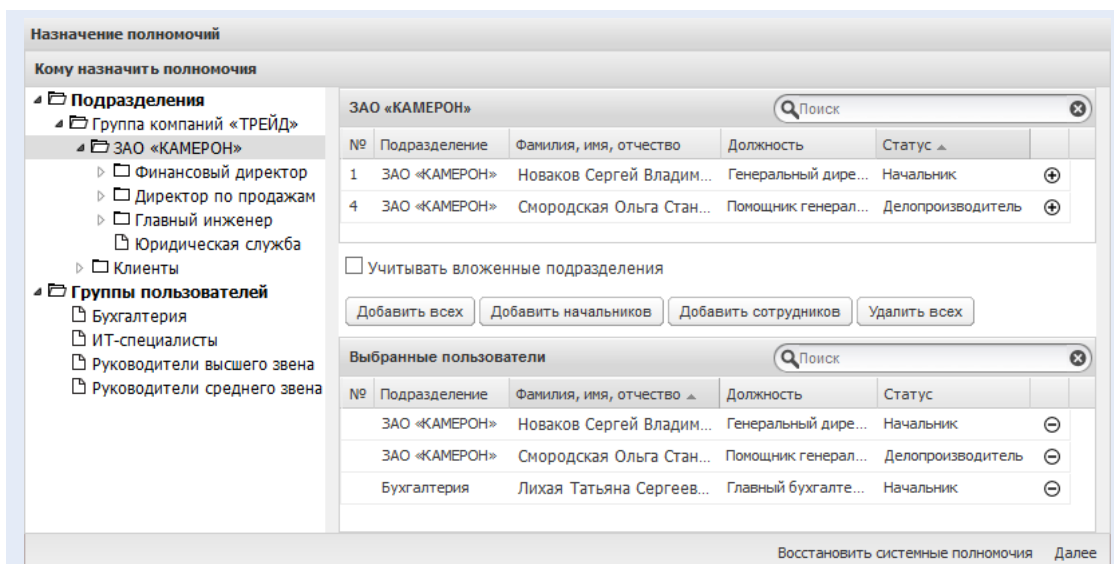 Назначение полномочий
Кому назначить полномочия
Подразделения
Группа компаний «ТРЕЙД»
ЗАО «КАМЕРОН»
Финансовый директор
Директор по продажам
Главный инженер
Юридическая служба
Клиенты
Группы пользователей
Бухгалтерия
ИТ-специалисты
Руководители высшего звена
Руководители среднего звена
ЗАО «КАМЕРОН» Поиск
№ Подразделение Фамилия, имя, отчество Должность Статус
1 ЗАО «КАМЕРОН» Новаков Сергей Владим... Генеральный дире... Начальник
4 ЗАО «КАМЕРОН» Смородская Ольга Стан... Помощник генерал... Делопроизводитель
Учитывать вложенные подразделения
Добавить всех Добавить начальников Добавить сотрудников Удалить всех
Выбранные пользователи Поиск
№ Подразделение Фамилия, имя, отчество Должность Статус
ЗАО «КАМЕРОН» Новаков Сергей Владим... Генеральный дире... Начальник
ЗАО «КАМЕРОН» Смородская Ольга Стан... Помощник генерал... Делопроизводитель
Бухгалтерия Лихая Татьяна Сергеев... Главный бухгалте... Начальник
Восстановить системные полномочия Далее